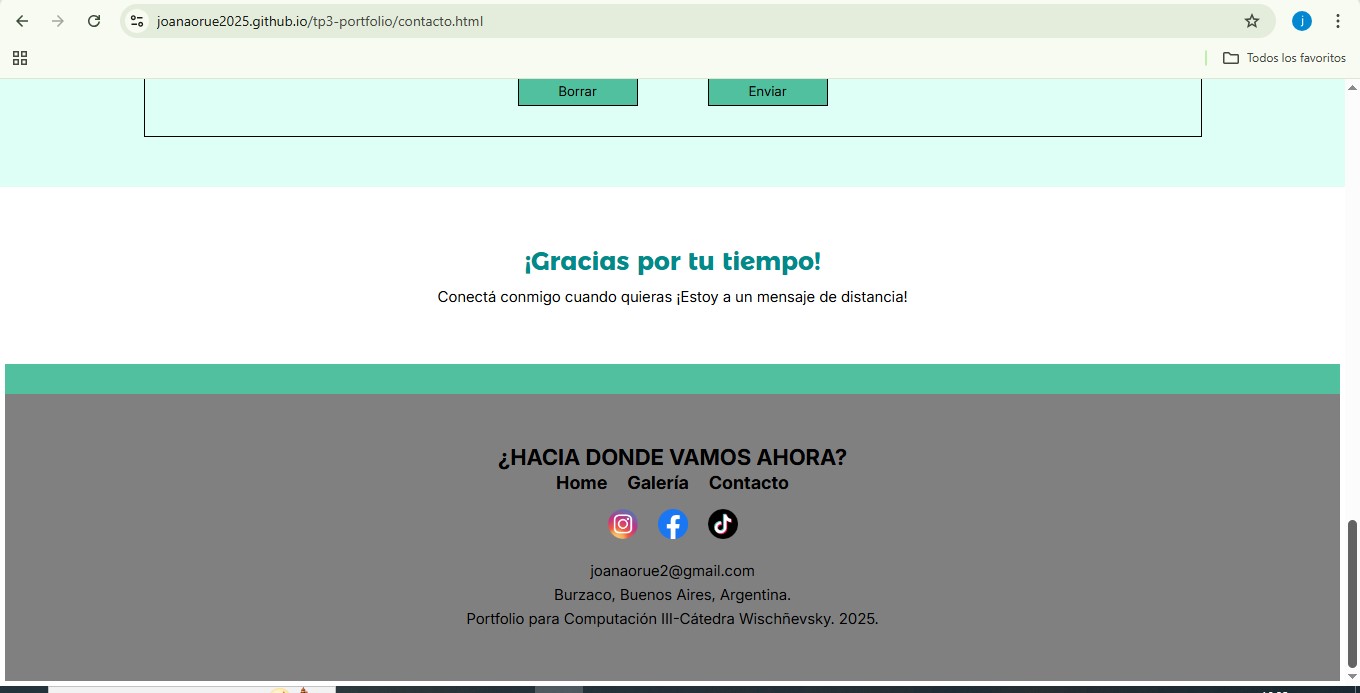 joanaorue2025.github.io/tp3-portfolio/contacto.html
j
Todos los favoritos
Borrar Enviar
¡Gracias por tu tiempo!
Conectá conmigo cuando quieras ¡Estoy a un mensaje de distancia!
¿HACIA DONDE VAMOS AHORA?
Home Galería Contacto
joanaorue2@gmail.com
Burzaco, Buenos Aires, Argentina.
Portfolio para Computación III-Cátedra Wischñevsky. 2025.